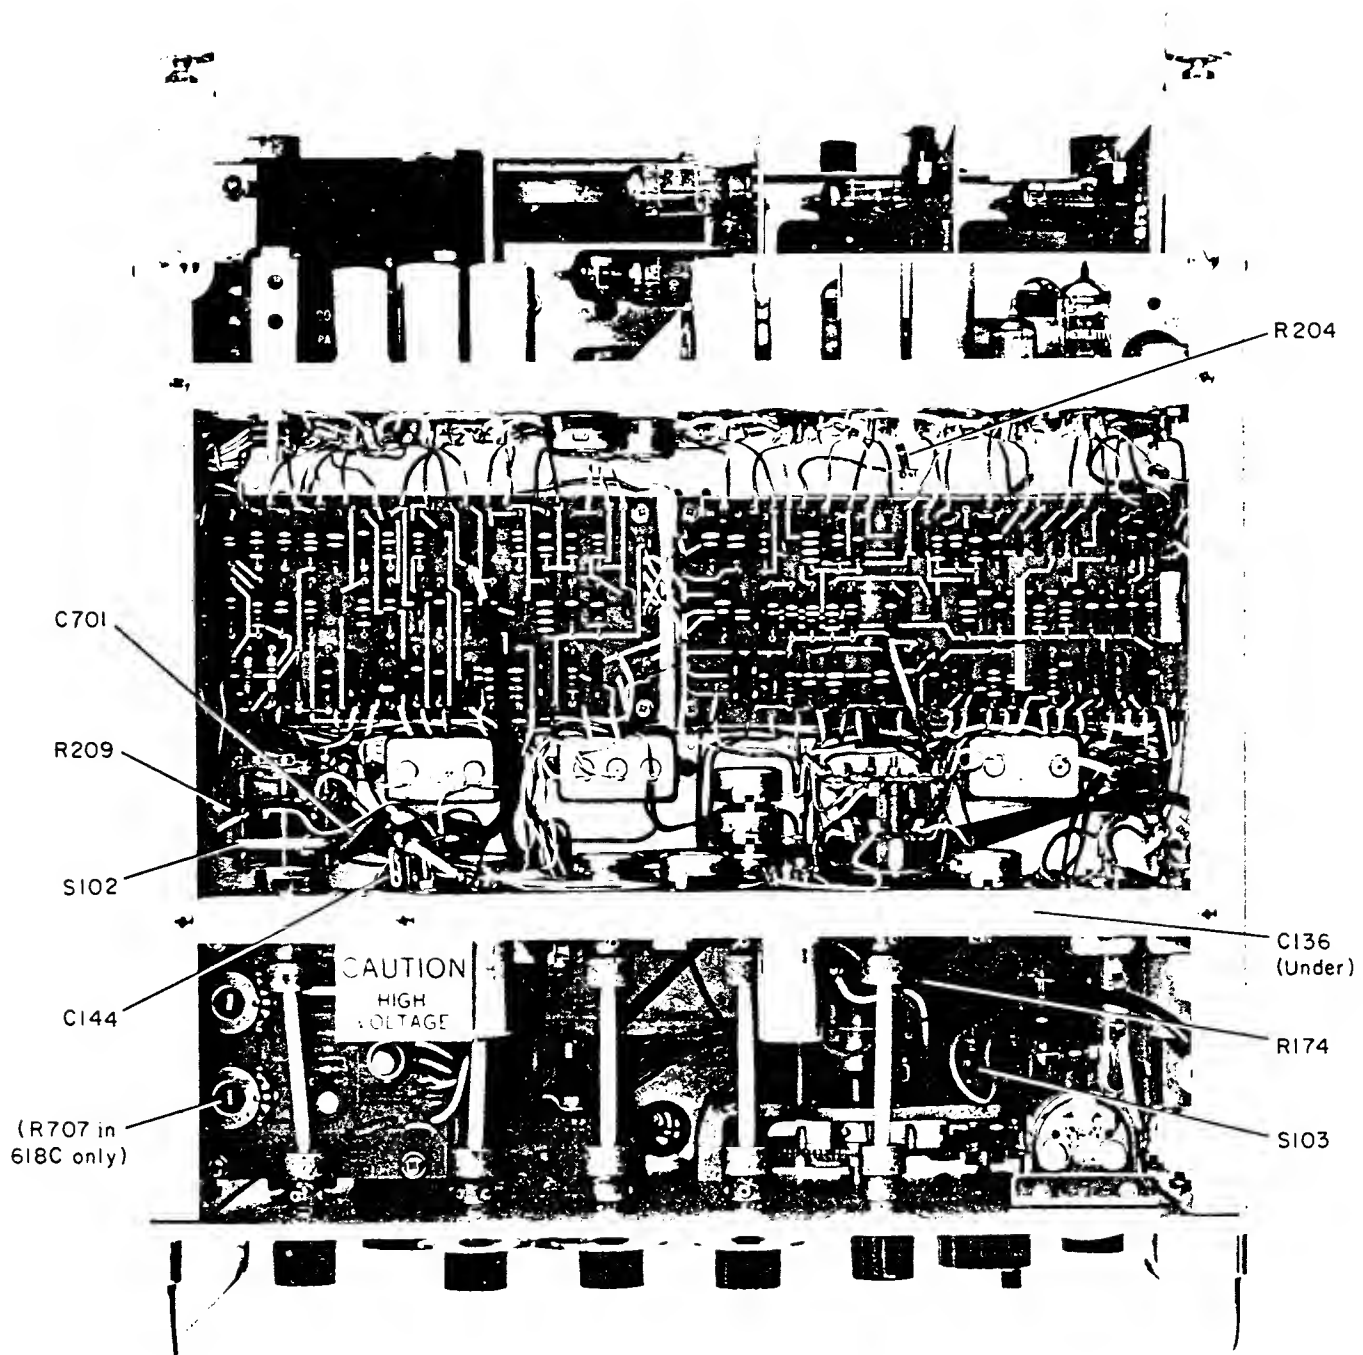 R204
C701
R209
S102
C136
(Under)
CAUTION
HIGH
VOLTAGE
C144
R174
(R707 in
618C only)
S103